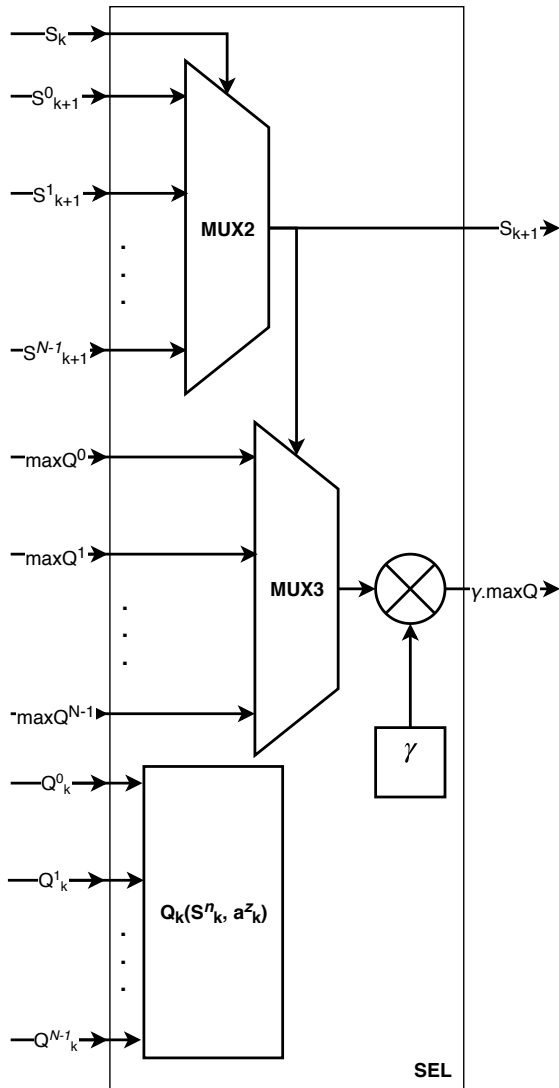 Sₖ
S⁰ₖ₊₁
S¹ₖ₊₁
.
.
.
Sᴺ⁻¹ₖ₊₁
MUX2
Sₖ₊₁
maxQ⁰
maxQ¹
.
.
.
maxQᴺ⁻¹
MUX3
γ.maxQ
γ
Q⁰ₖ
Q¹ₖ
.
.
.
Qᴺ⁻¹ₖ
Qₖ(Sⁿₖ, aᶻₖ)
SEL